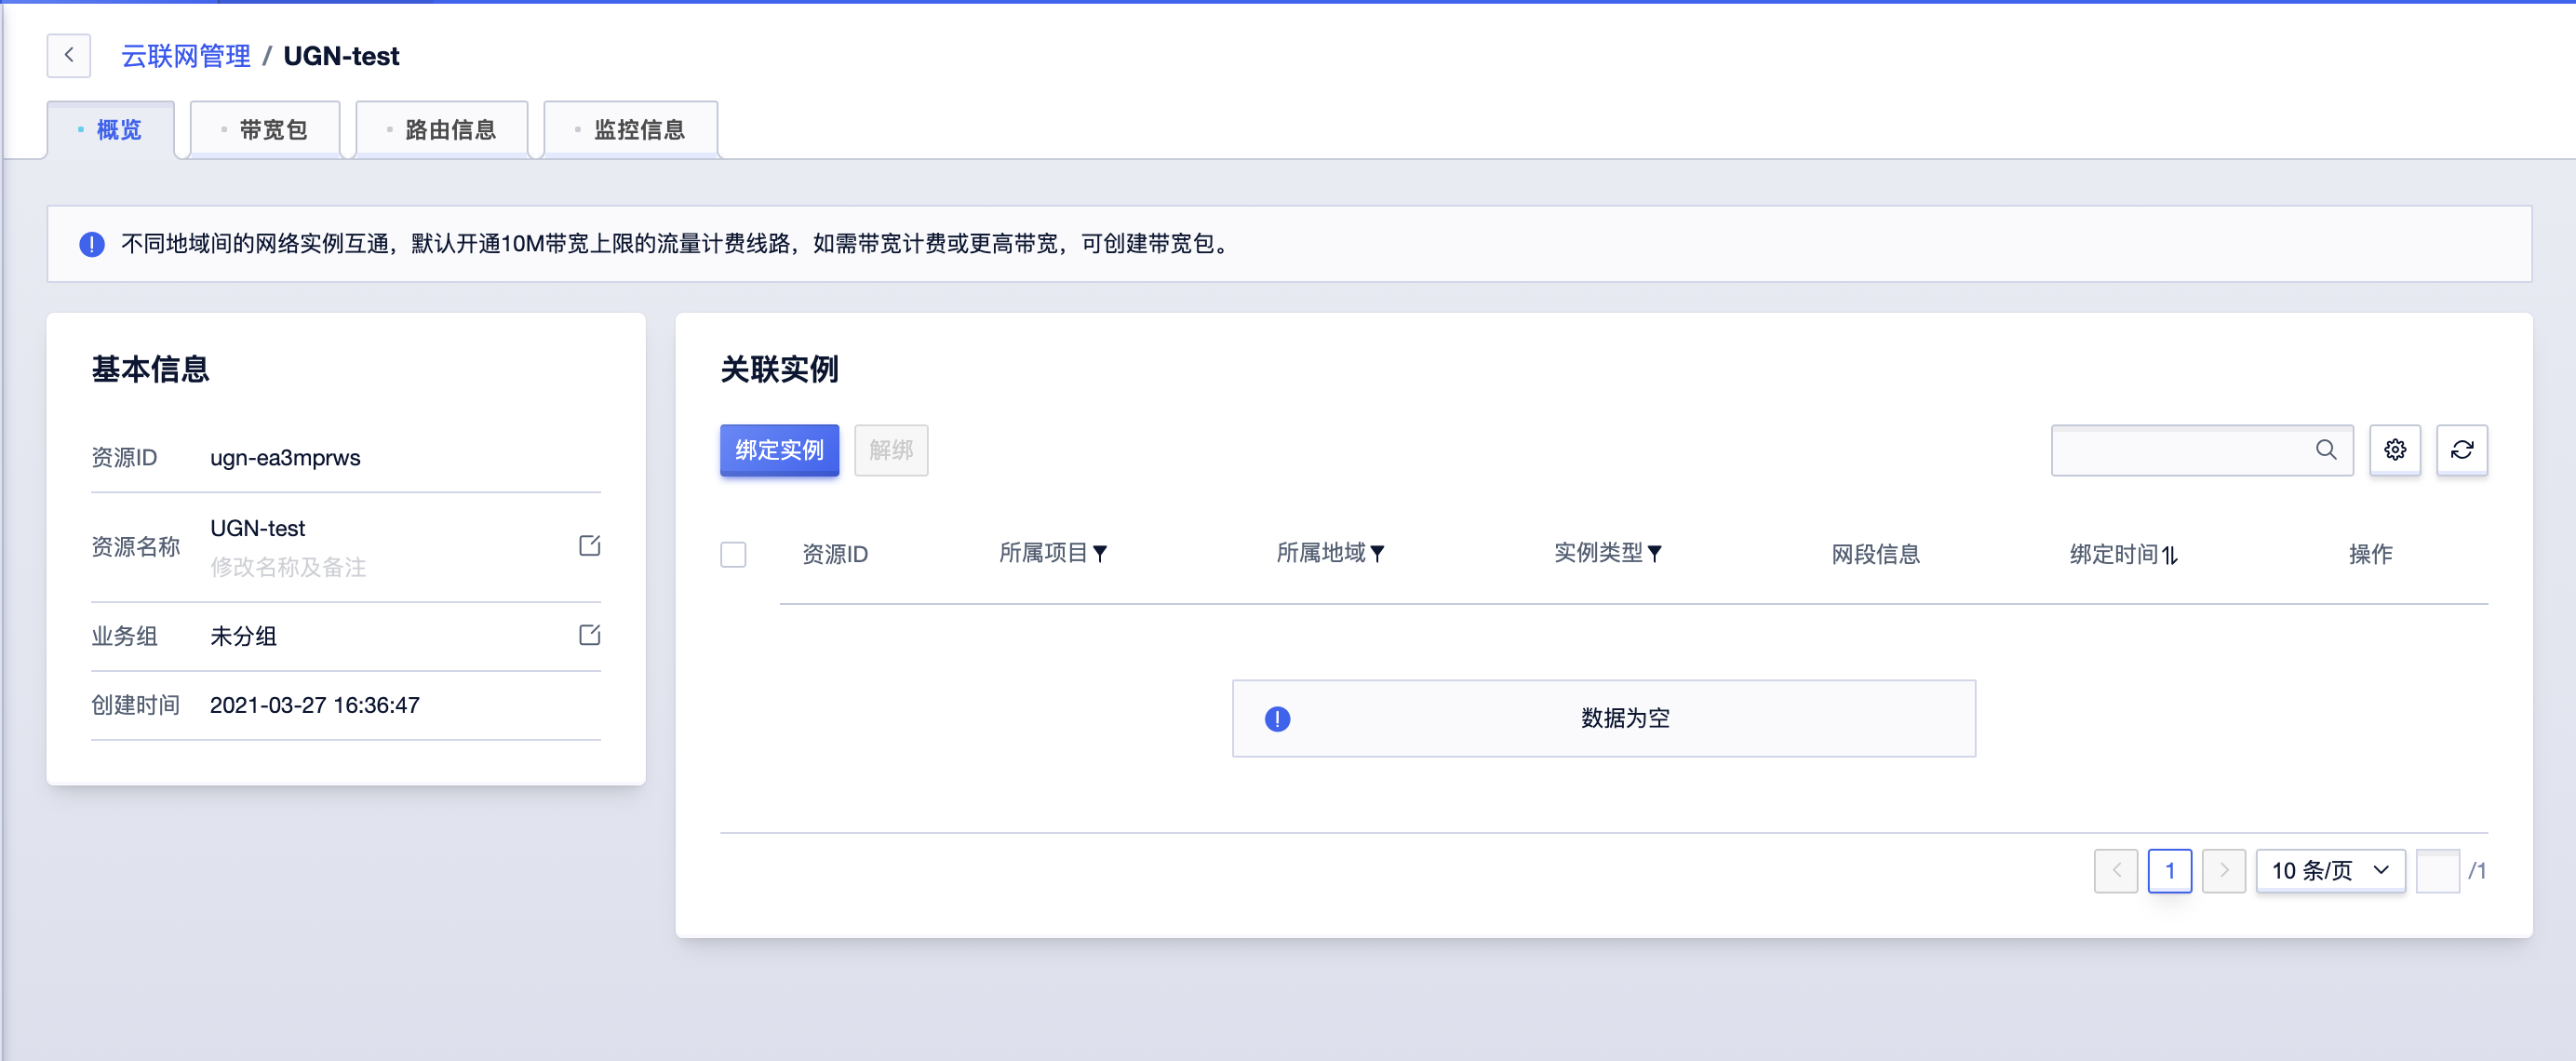 云联网管理 / UGN-test
概览
带宽包
路由信息
监控信息
不同地域间的网络实例互通，默认开通10M带宽上限的流量计费线路，如需带宽计费或更高带宽，可创建带宽包。
基本信息
资源ID ugn-ea3mprws
资源名称 UGN-test
修改名称及备注
业务组 未分组
创建时间 2021-03-27 16:36:47
关联实例
绑定实例 解绑
资源ID 所属项目 所属地域 实例类型 网段信息 绑定时间 操作
数据为空
1 10 条/页 /1